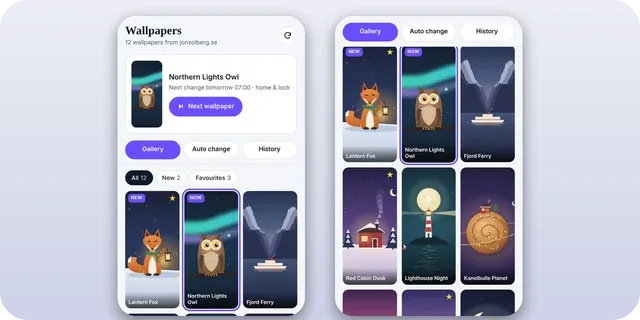 Wallpapers
12 wallpapers from jonsolberg.se
Northern Lights Owl
Next change tomorrow 07:00 · home & lock
Next wallpaper
Gallery
Auto change
History
All 12
New 2
Favourites 3
NEW
Lantern Fox
NOW
Northern Lights
Owl
Fjord Ferry
Gallery
Auto change
History
NEW
Lantern Fox
NOW
Northern Lights
Owl
Fjord Ferry
Red Cabin Dusk
Lighthouse Night
Kanelbulle Planet